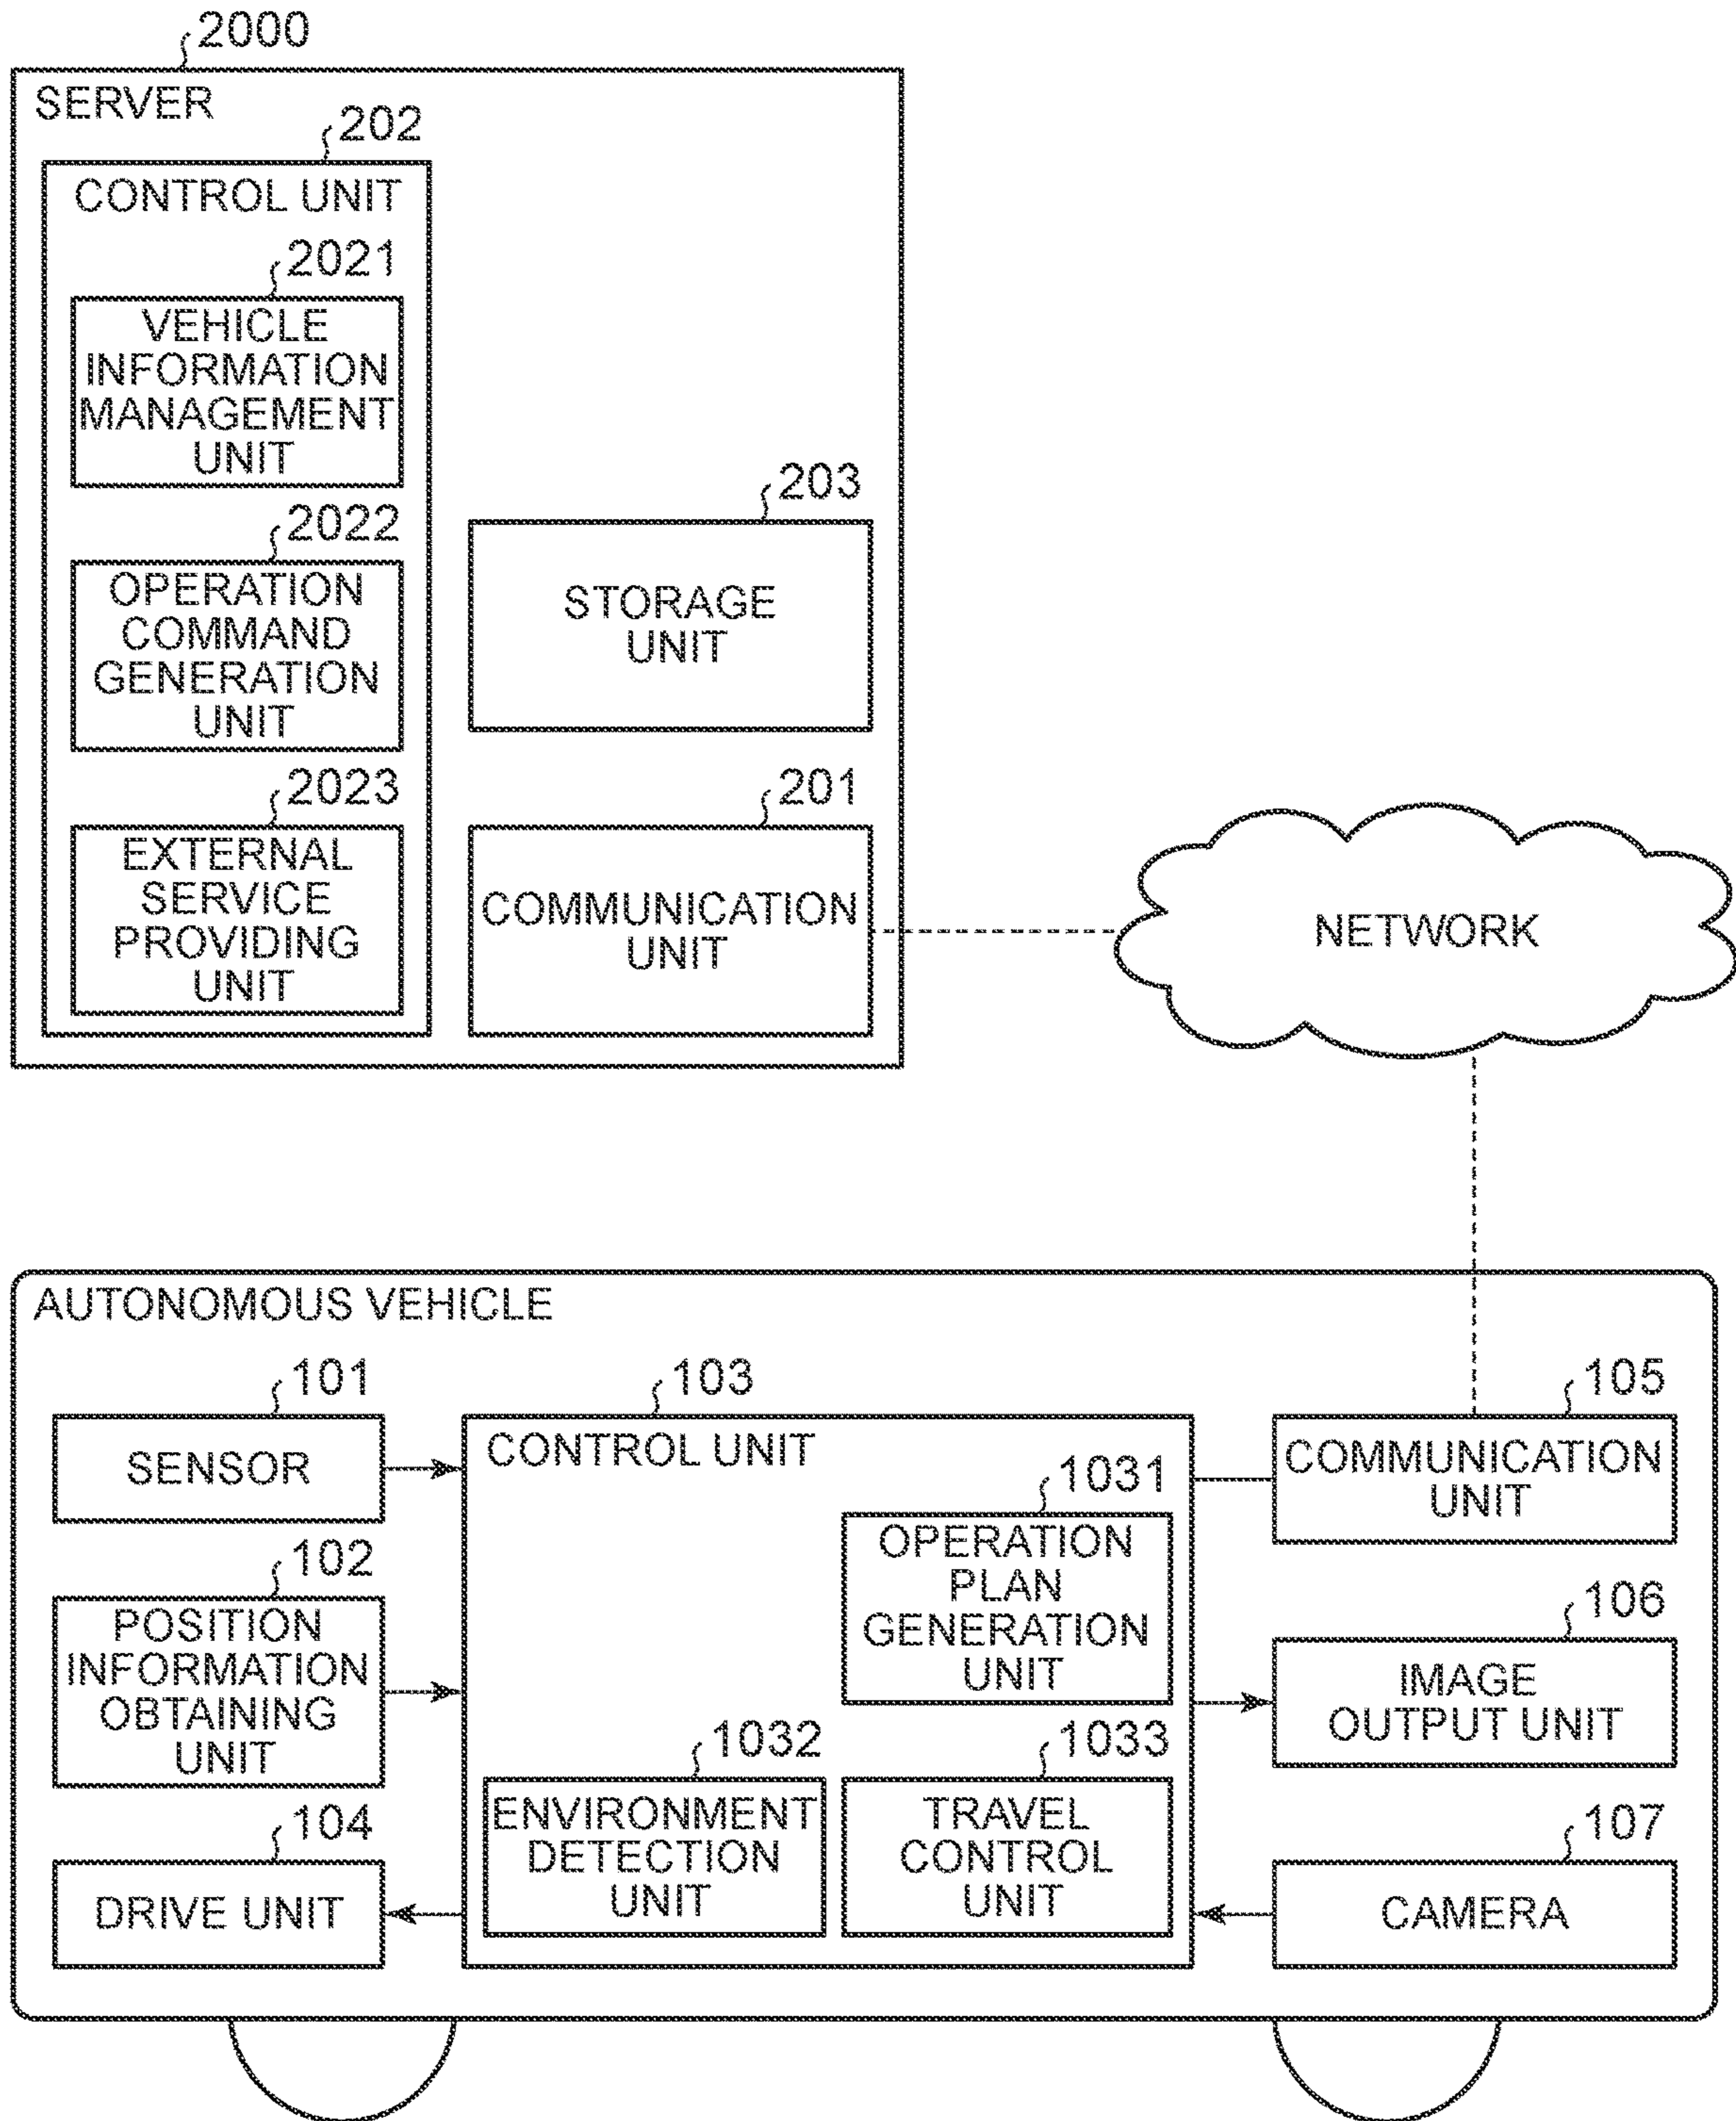 2000
SERVER
202
CONTROL UNIT
2021
VEHICLE
INFORMATION
MANAGEMENT
UNIT
2022
OPERATION
COMMAND
GENERATION
UNIT
2023
EXTERNAL
SERVICE
PROVIDING
UNIT
203
STORAGE
UNIT
201
COMMUNICATION
UNIT
NETWORK
AUTONOMOUS VEHICLE
101
SENSOR
102
POSITION
INFORMATION
OBTAINING
UNIT
104
DRIVE UNIT
103
CONTROL UNIT
1031
OPERATION
PLAN
GENERATION
UNIT
1032
ENVIRONMENT
DETECTION
UNIT
1033
TRAVEL
CONTROL
UNIT
105
COMMUNICATION
UNIT
106
IMAGE
OUTPUT UNIT
107
CAMERA